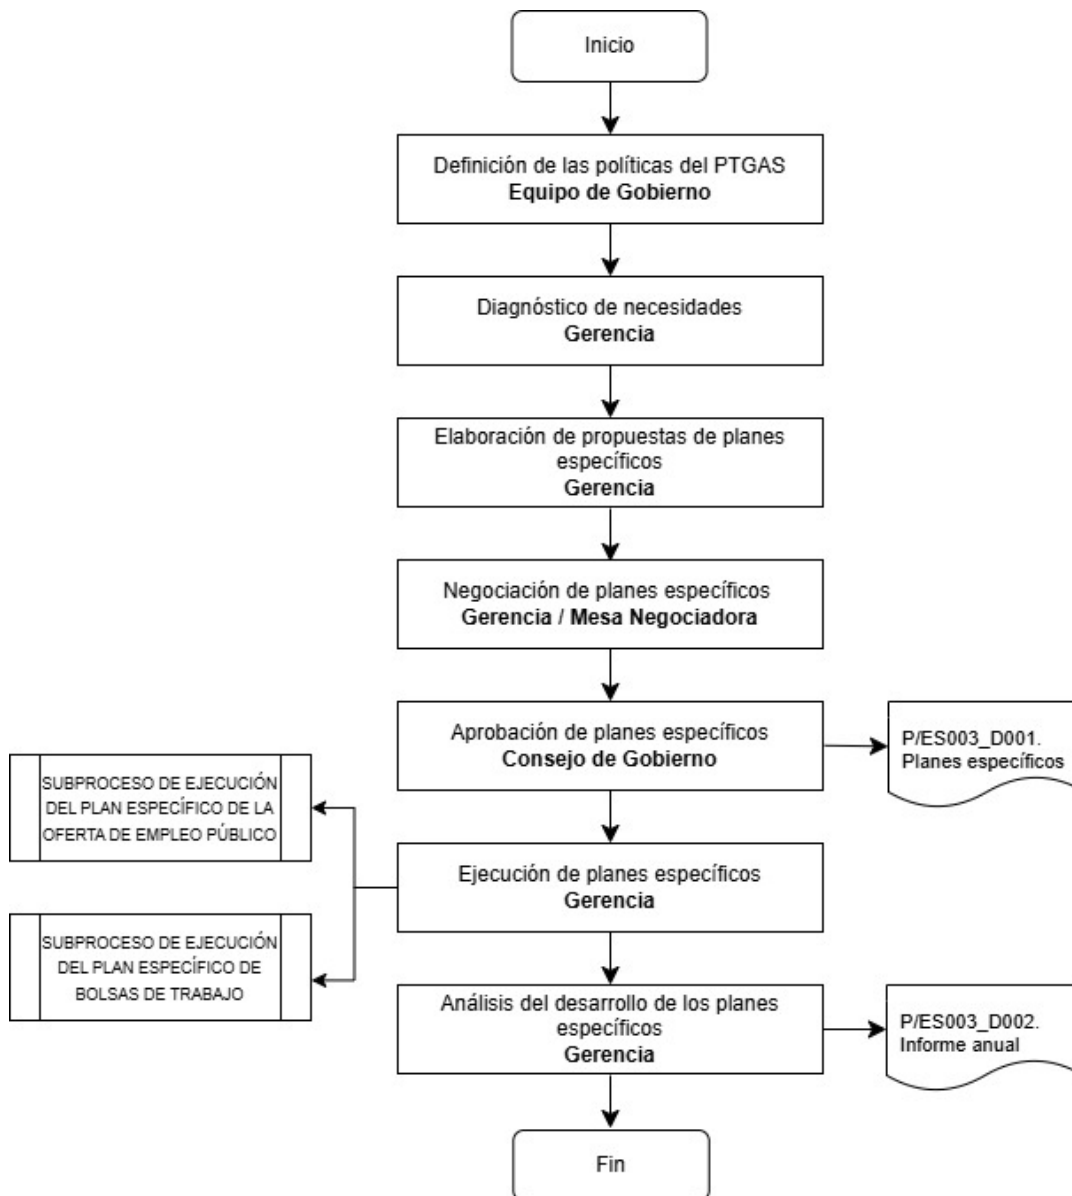 Inicio
Definición de las políticas del PTGAS
Equipo de Gobierno
Diagnóstico de necesidades
Gerencia
Elaboración de propuestas de planes
específicos
Gerencia
Negociación de planes específicos
Gerencia / Mesa Negociadora
Aprobación de planes específicos
Consejo de Gobierno
P/ES003_D001.
Planes específicos
SUBPROCESO DE EJECUCIÓN
DEL PLAN ESPECÍFICO DE LA
OFERTA DE EMPLEO PÚBLICO
Ejecución de planes específicos
Gerencia
SUBPROCESO DE EJECUCIÓN
DEL PLAN ESPECÍFICO DE
BOLSAS DE TRABAJO
Análisis del desarrollo de los planes
específicos
Gerencia
P/ES003_D002.
Informe anual
Fin